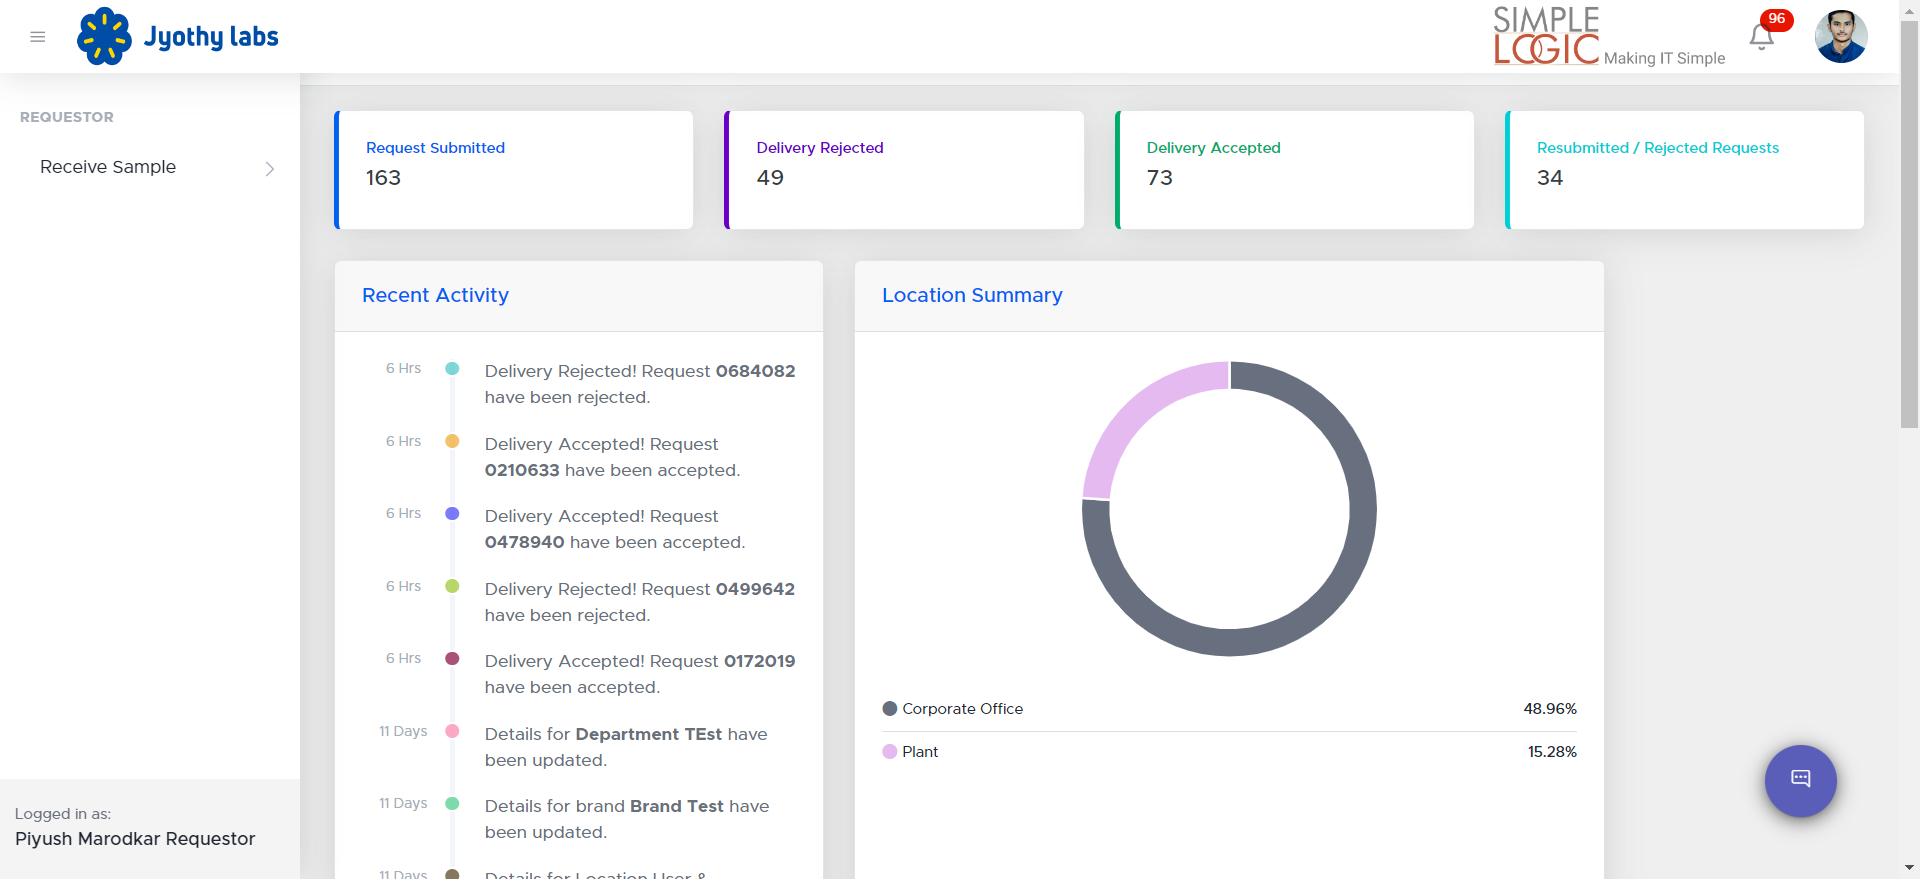 Jyothy labs
SIMPLE
LOGIC Making IT Simple
96
REQUESTOR
Receive Sample
Request Submitted
163
Delivery Rejected
49
Delivery Accepted
73
Resubmitted / Rejected Requests
34
Recent Activity
6 Hrs
Delivery Rejected! Request 0684082
have been rejected.
6 Hrs
Delivery Accepted! Request
0210633 have been accepted.
6 Hrs
Delivery Accepted! Request
0478940 have been accepted.
6 Hrs
Delivery Rejected! Request 0499642
have been rejected.
6 Hrs
Delivery Accepted! Request 0172019
have been accepted.
11 Days
Details for Department TEst have
been updated.
11 Days
Details for brand Brand Test have
been updated.
11 Days
Details for Location User &
Location Summary
Corporate Office 48.96%
Plant 15.28%
Logged in as:
Piyush Marodkar Requestor